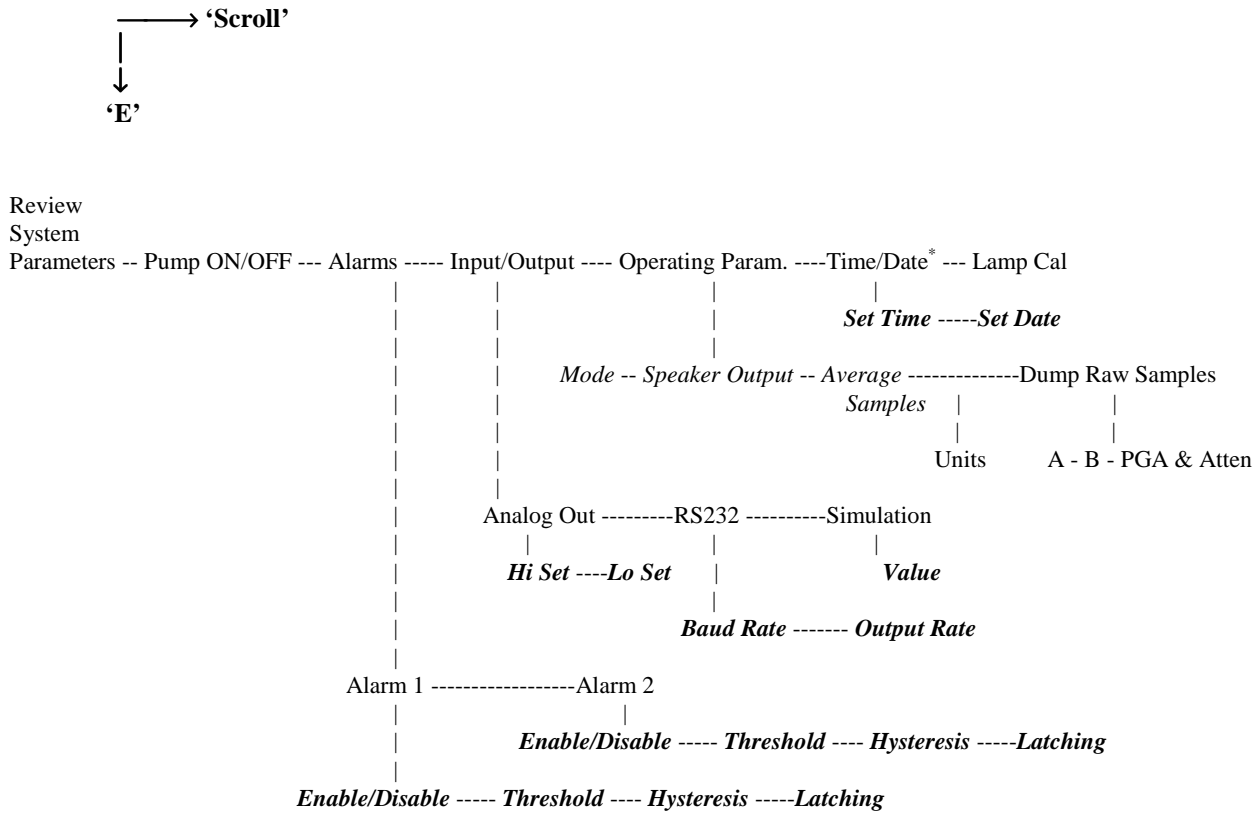 ‘Scroll’
‘E’
Review
System
Parameters -- Pump ON/OFF --- Alarms ----- Input/Output ---- Operating Param. ----Time/Date* --- Lamp Cal
Set Time -----Set Date
Mode -- Speaker Output -- Average --------------Dump Raw Samples
Samples
Units A - B - PGA & Atten
Analog Out ---------RS232 ----------Simulation
Hi Set ----Lo Set Value
Baud Rate ------- Output Rate
Alarm 1 ------------------Alarm 2
Enable/Disable ----- Threshold ---- Hysteresis -----Latching
Enable/Disable ----- Threshold ---- Hysteresis -----Latching